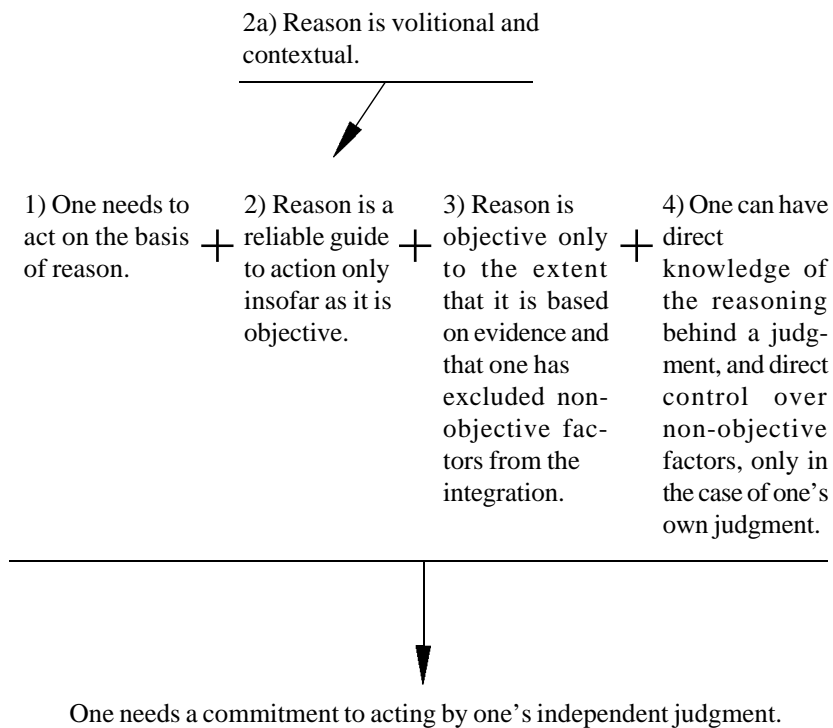 2a) Reason is volitional and
contextual.
1) One needs to
act on the basis
of reason.
+
2) Reason is a
reliable guide
to action only
insofar as it is
objective.
+
3) Reason is
objective only
to the extent
that it is based
on evidence and
that one has
excluded non-
objective fac-
tors from the
integration.
+
4) One can have
direct
knowledge of
the reasoning
behind a judg-
ment, and direct
control over
non-objective
factors, only in
the case of one's
own judgment.
One needs a commitment to acting by one's independent judgment.